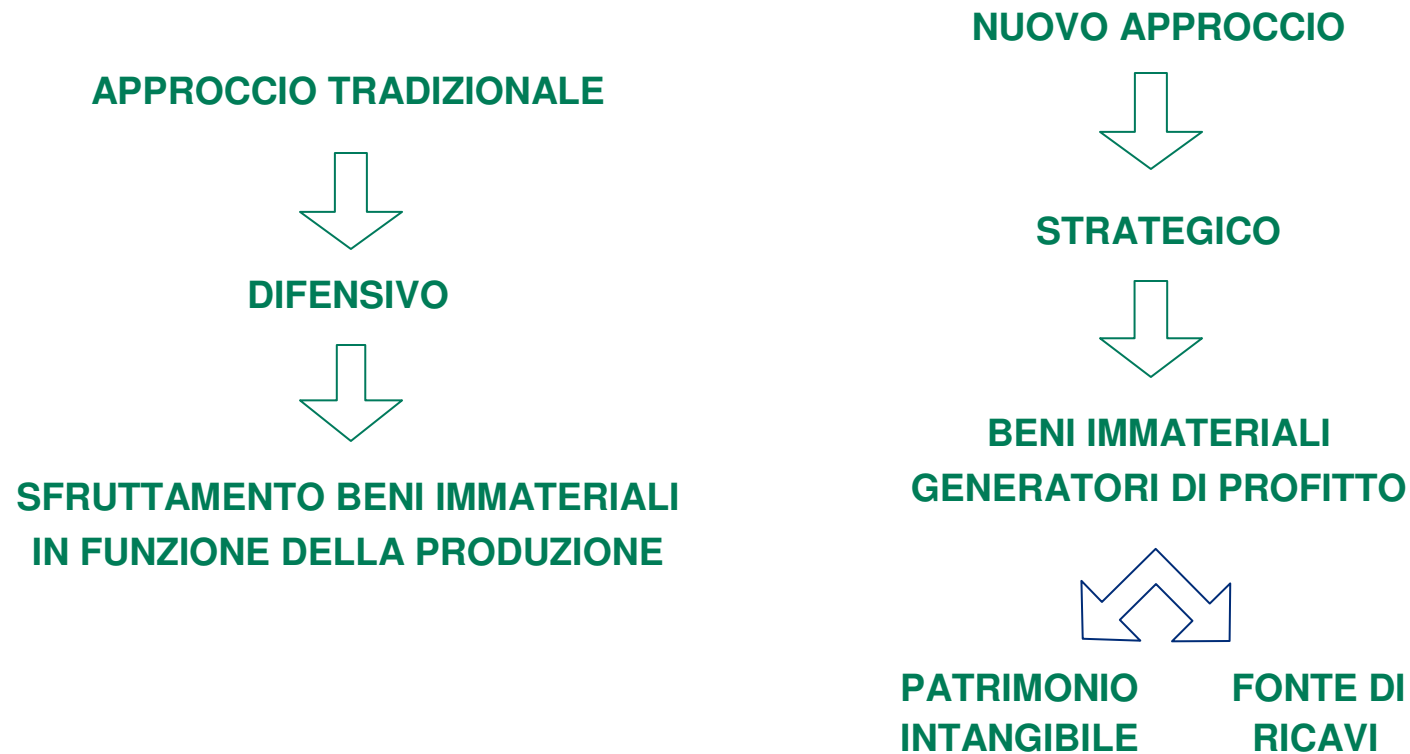 APPROCCIO TRADIZIONALE
DIFENSIVO
SFRUTTAMENTO BENI IMMATERIALI
IN FUNZIONE DELLA PRODUZIONE
NUOVO APPROCCIO
STRATEGICO
BENI IMMATERIALI
GENERATORI DI PROFITTO
PATRIMONIO
INTANGIBILE
FONTE DI
RICAVI